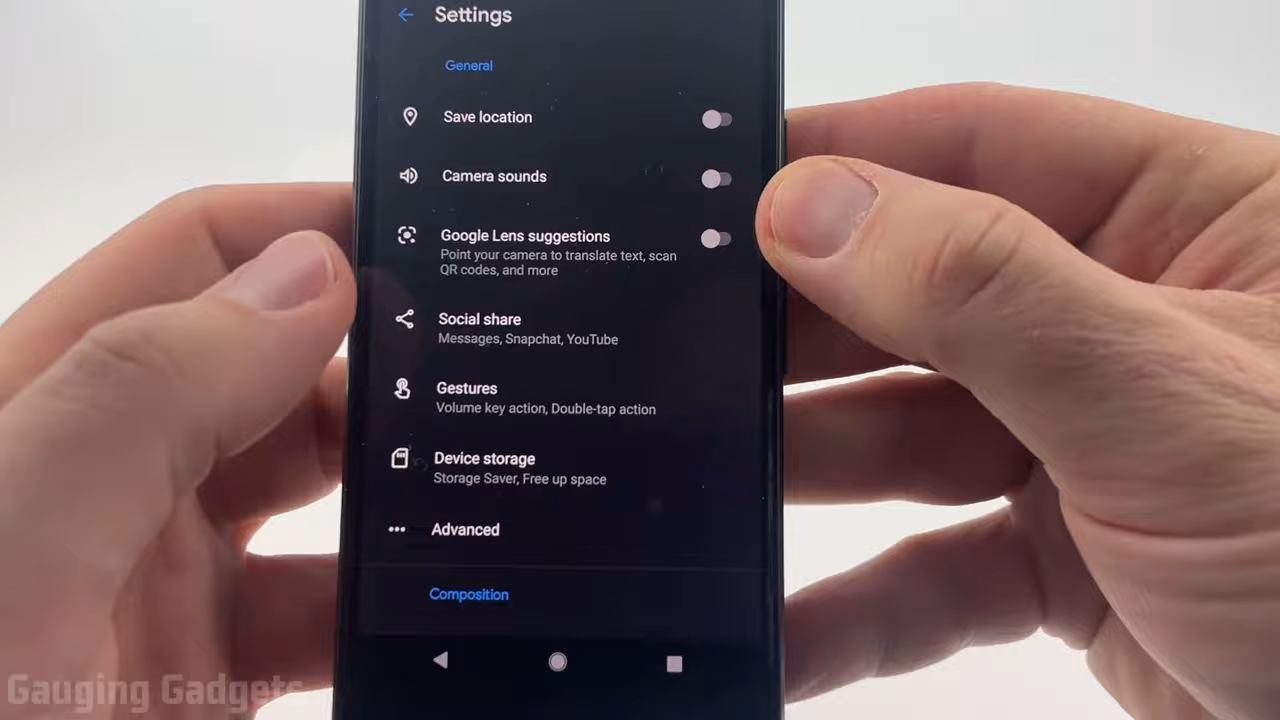 Settings
General
Save location
Camera sounds
Google Lens suggestions
Point your camera to translate text, scan
QR codes, and more
Social share
Messages, Snapchat, YouTube
Gestures
Volume key action, Double-tap action
Device storage
Storage Saver, Free up space
Advanced
Composition
Gauging Gadgets